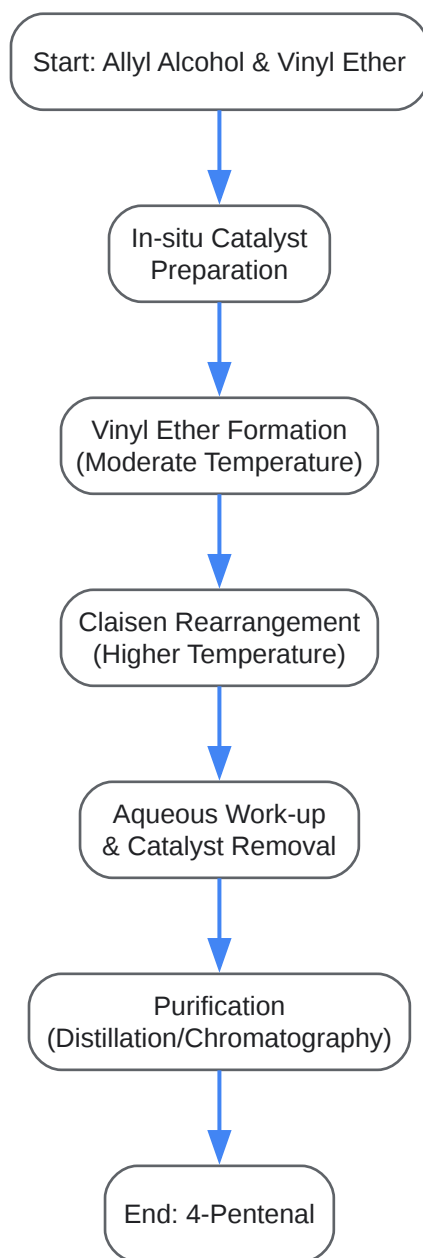 Start: Allyl Alcohol & Vinyl Ether
In-situ Catalyst
Preparation
Vinyl Ether Formation
(Moderate Temperature)
Claisen Rearrangement
(Higher Temperature)
Aqueous Work-up
& Catalyst Removal
Purification
(Distillation/Chromatography)
End: 4-Pentenal